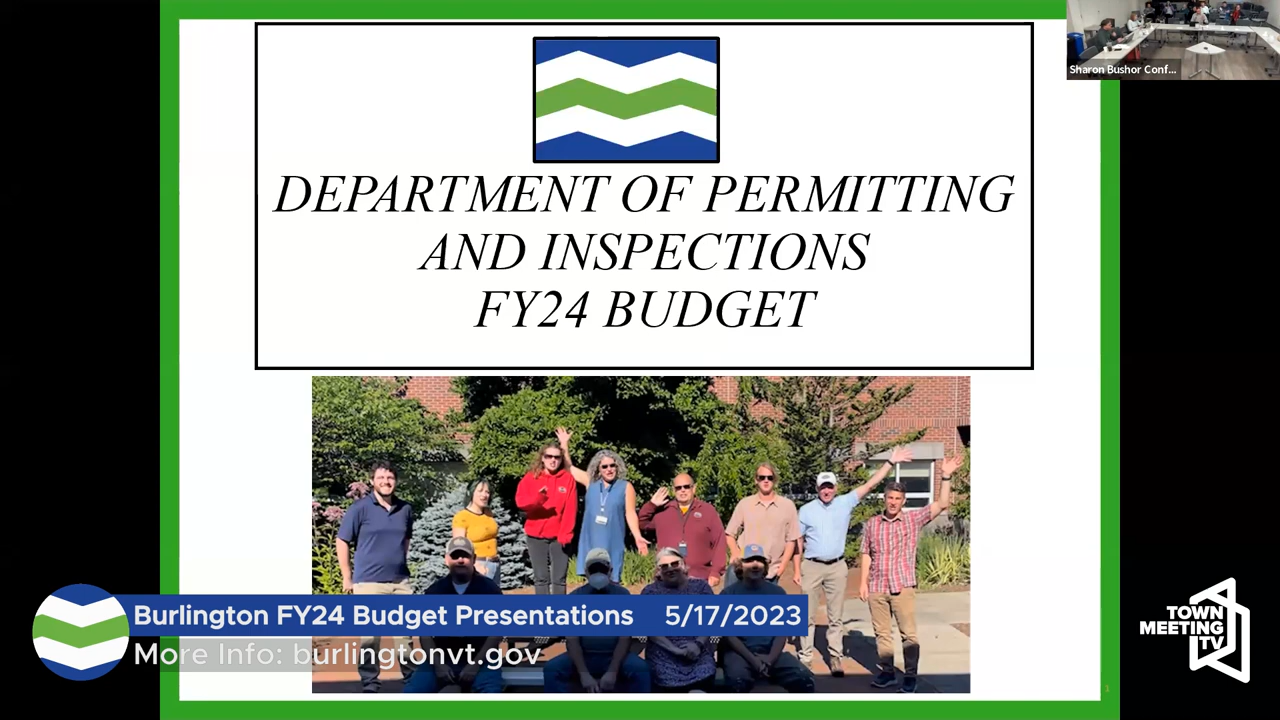 Sharon Bushor Conf...
DEPARTMENT OF PERMITTING
AND INSPECTIONS
FY24 BUDGET
Burlington FY24 Budget Presentations 5/17/2023
More Info: burlingtonvt.gov
TOWN
MEETING
TV